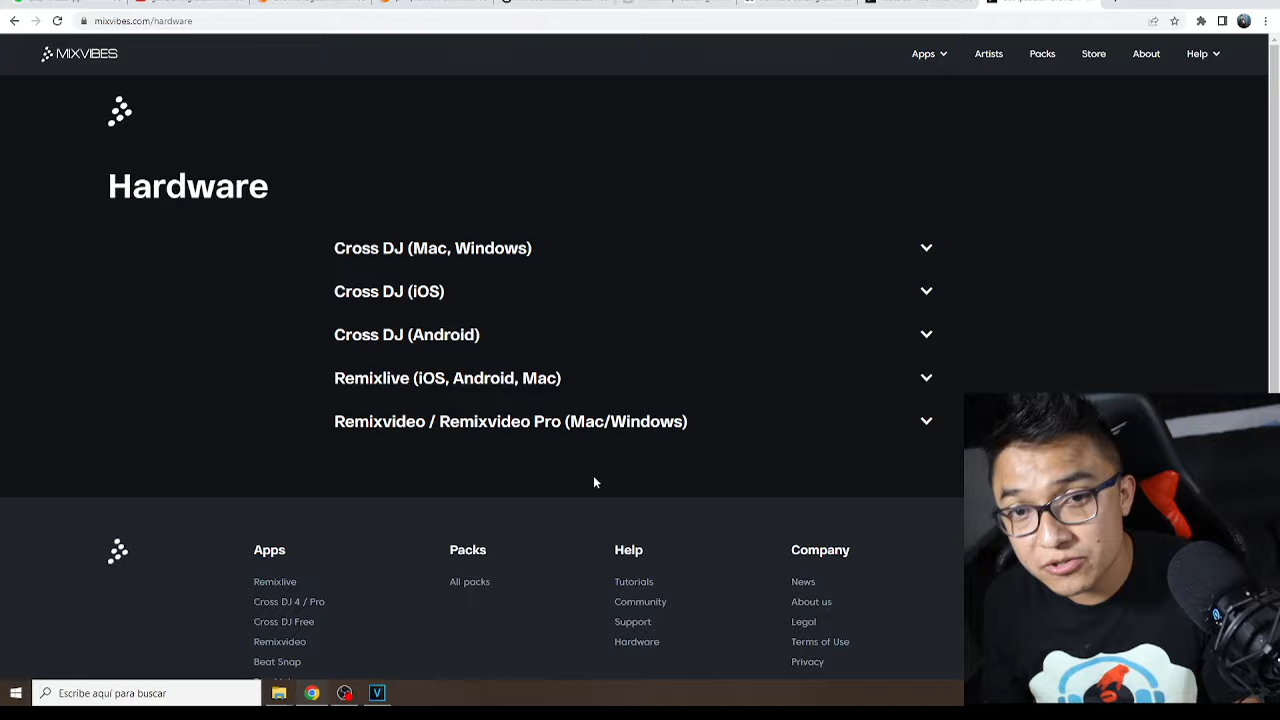 mixvibes.com/hardware
MIXVIBES
Apps
Artists
Packs
Store
About
Help
Hardware
Cross DJ (Mac, Windows)
Cross DJ (iOS)
Cross DJ (Android)
Remixlive (iOS, Android, Mac)
Remixvideo / Remixvideo Pro (Mac/Windows)
Apps
Remixlive
Cross DJ 4 / Pro
Cross DJ Free
Remixvideo
Beat Snap
Packs
All packs
Help
Tutorials
Community
Support
Hardware
Company
News
About us
Legal
Terms of Use
Privacy
Escribe aquí para buscar
V